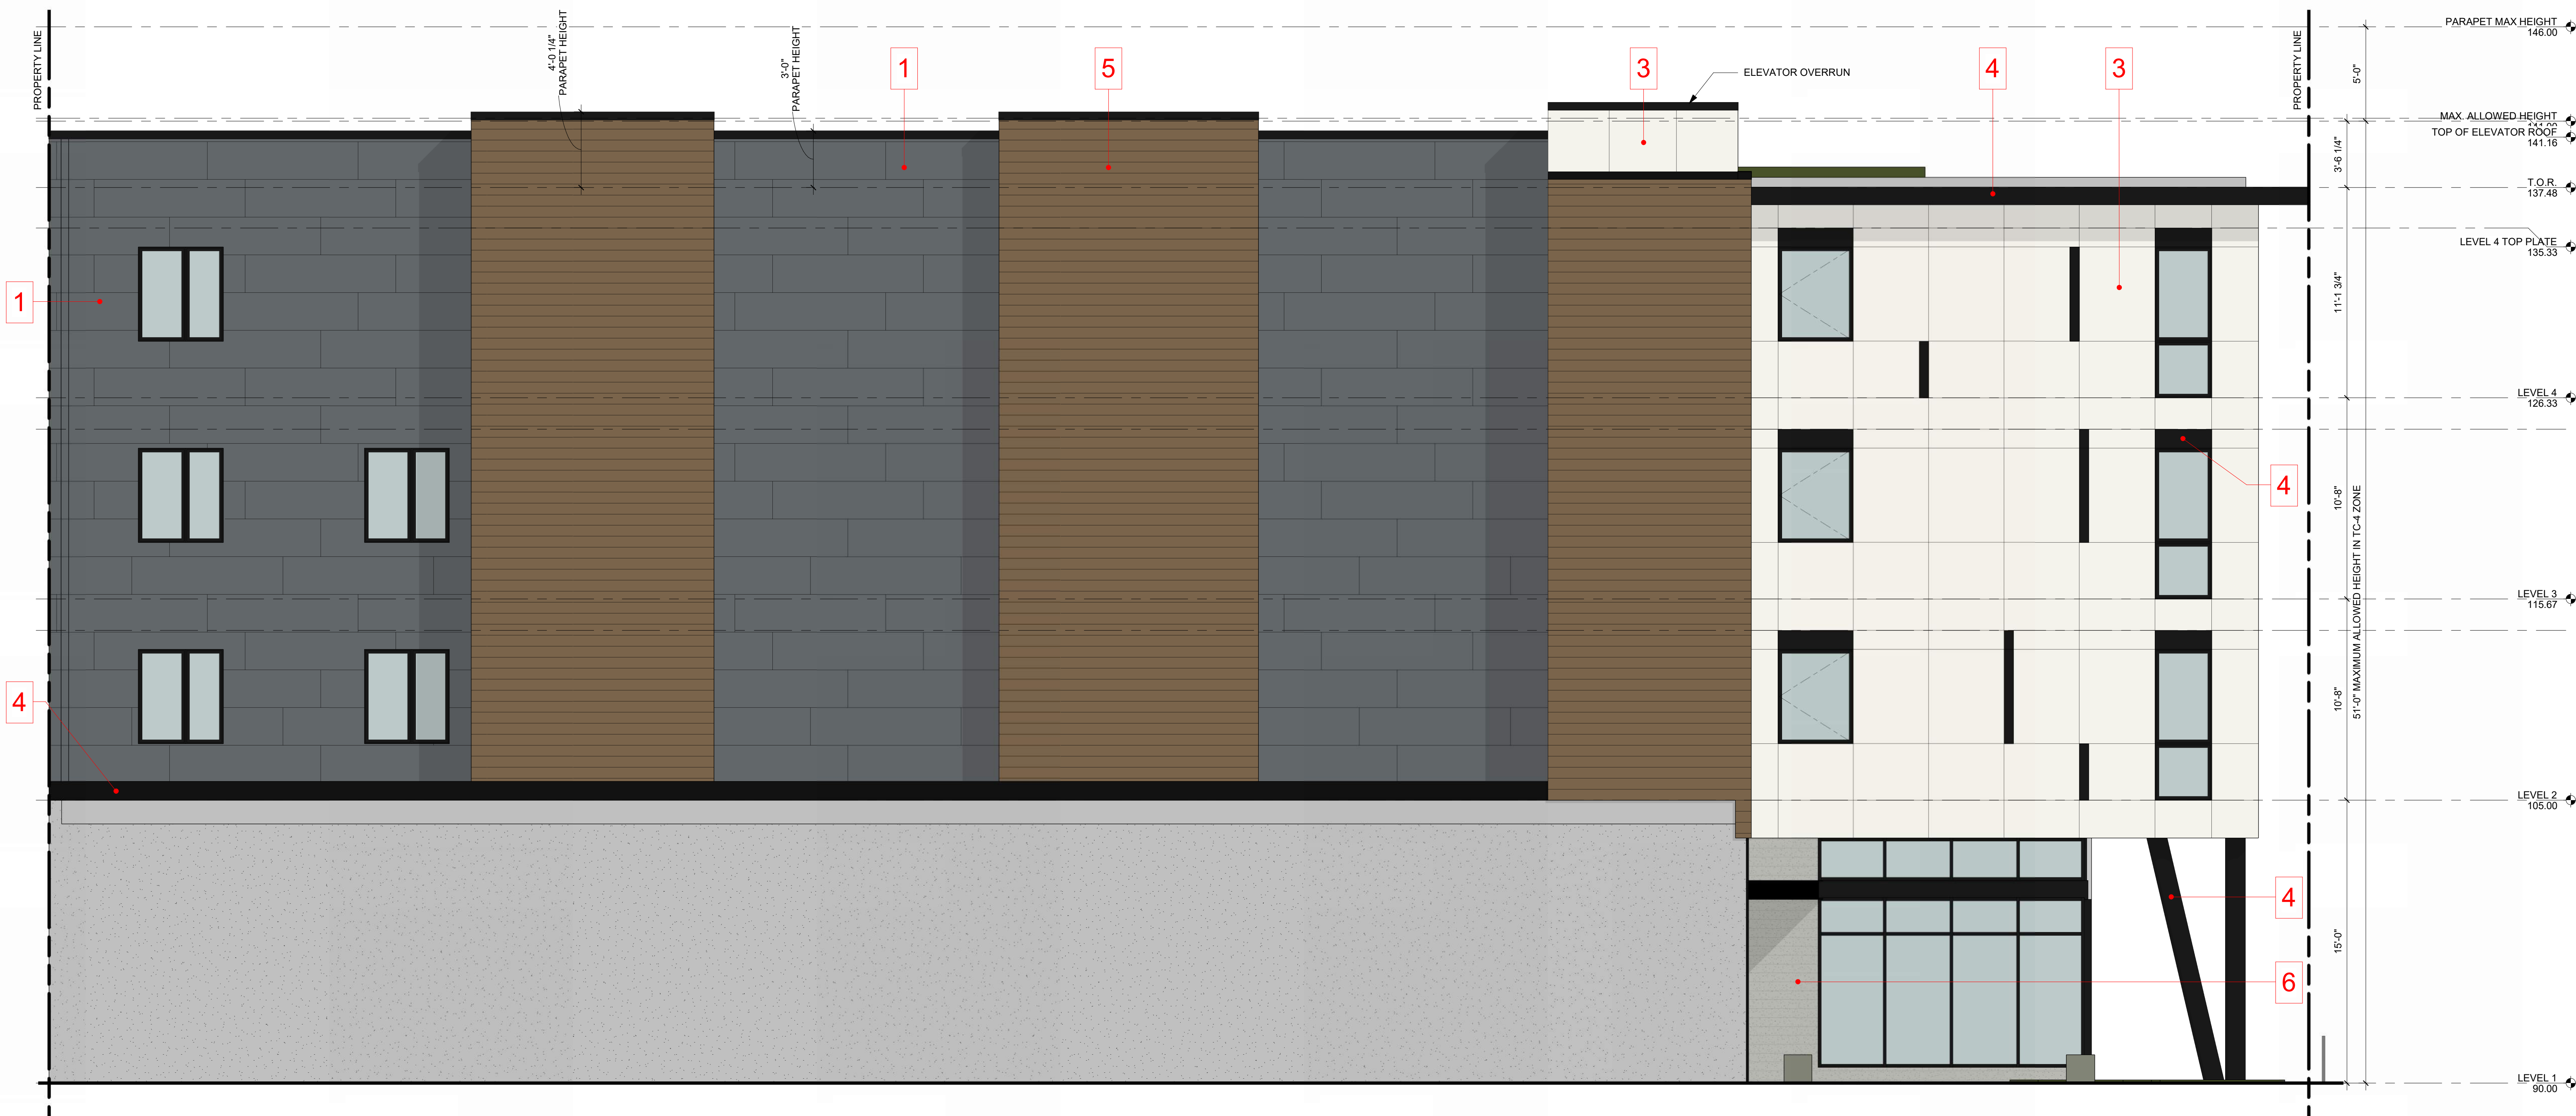 PROPERTY LINE
4'-0 1/4"
PARAPET HEIGHT
3'-0"
PARAPET HEIGHT
1
5
3
ELEVATOR OVERRUN
4
3
PROPERTY LINE
5'-0"
PARAPET MAX HEIGHT
146.00
MAX. ALLOWED HEIGHT
141.00
TOP OF ELEVATOR ROOF
141.16
3'-6 1/4"
T.O.R.
137.48
LEVEL 4 TOP PLATE
135.33
1
11'-1 3/4"
LEVEL 4
126.33
4
10'-8"
51'-0" MAXIMUM ALLOWED HEIGHT IN TC-4 ZONE
LEVEL 3
115.67
4
10'-8"
LEVEL 2
105.00
4
15'-0"
6
LEVEL 1
90.00